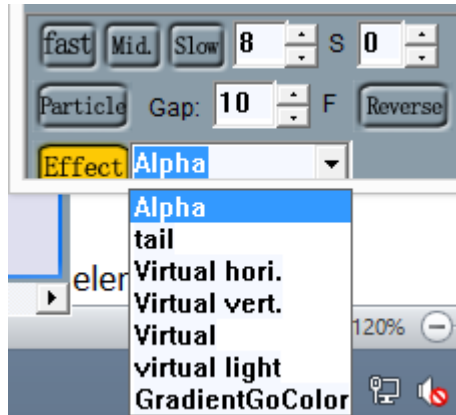 fast Mid. Slow 8 S 0
Particle Gap: 10 F Reverse
Effect Alpha
Alpha
tail
eler Virtual hori.
Virtual vert.
Virtual 120%
virtual light
GradientGoColor